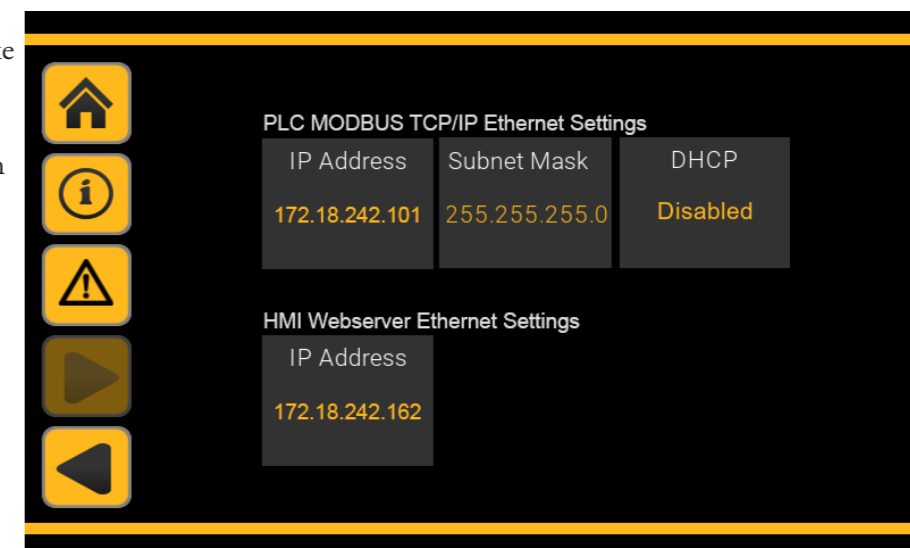 PLC MODBUS TCP/IP Ethernet Settings
IP Address Subnet Mask DHCP
172.18.242.101 255.255.255.0 Disabled
HMI Webserver Ethernet Settings
IP Address
172.18.242.162